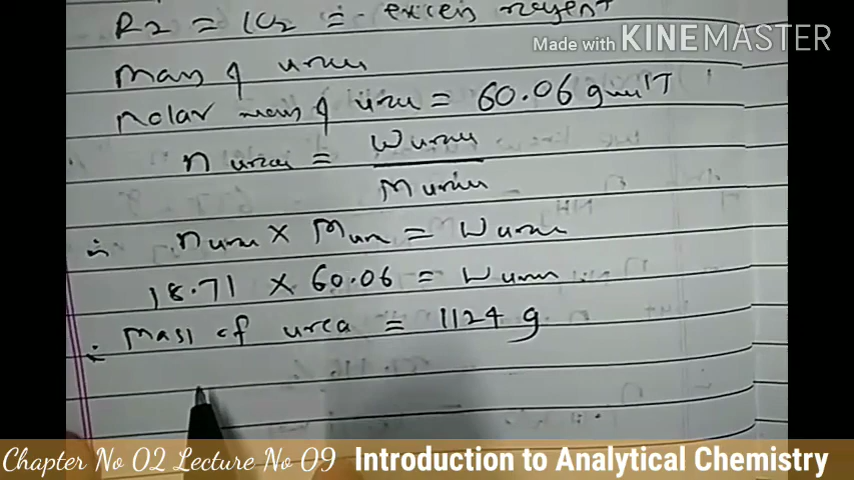 R2 = CO2 = excess reagent
Made with KINEMASTER
Mass of urea
Molar mass of urea = 60.06 g mol-1
n urea = W urea
M urea
∴ n urea × M urea = W urea
18.71 × 60.06 = W urea
∴ Mass of urea = 1124 g
Chapter No 02 Lecture No 09 Introduction to Analytical Chemistry